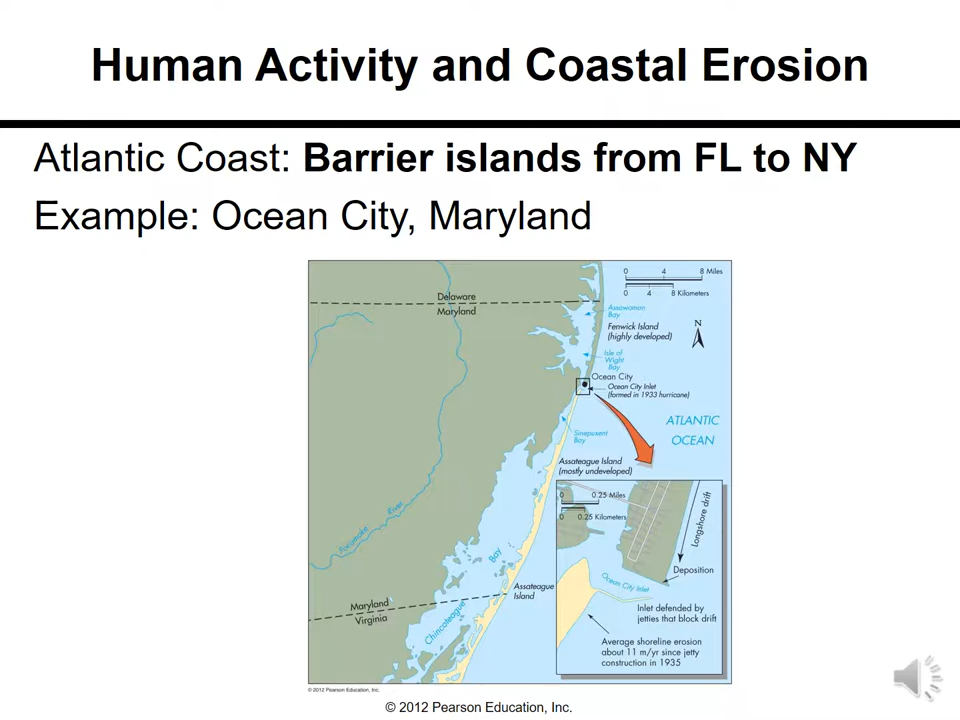 Human Activity and Coastal Erosion
Atlantic Coast: Barrier islands from FL to NY
Example: Ocean City, Maryland
0 4 8 Miles
0 4 8 Kilometers
Delaware
Maryland
Assawoman
Bay
Fenwick Island
(highly developed)
N
Isle of
Wight
Bay
Ocean City
Ocean City Inlet
(formed in 1933 hurricane)
ATLANTIC
OCEAN
Sinepuxent
Bay
Assateague Island
(mostly undeveloped)
0 0.25 Miles
0 0.25 Kilometers
Longshore drift
Deposition
Ocean City Inlet
Inlet defended by
jetties that block drift
Average shoreline erosion
about 11 m/yr since jetty
construction in 1935
Pocomoke River
Chincoteague Bay
Assateague
Island
Maryland
Virginia
© 2012 Pearson Education, Inc.
© 2012 Pearson Education, Inc.